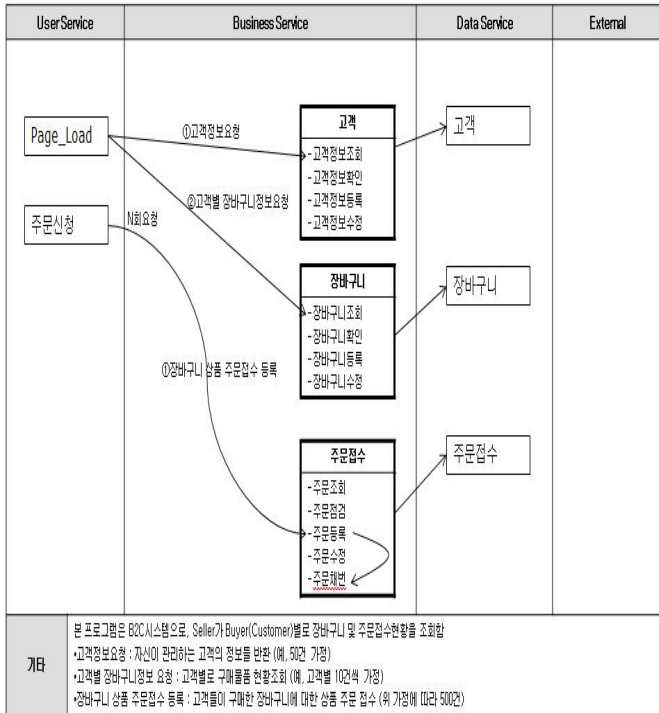 User Service
Business Service
Data Service
External
Page_Load
①고객정보요청
고객
-고객정보조회
-고객정보확인
-고객정보등록
-고객정보수정
고객
②고객별 장바구니정보요청
주문신청
N회요청
장바구니
-장바구니조회
-장바구니확인
-장바구니등록
-장바구니수정
장바구니
①장바구니 상품 주문접수 등록
주문접수
-주문조회
-주문점검
-주문등록
-주문수정
-주문채번
주문접수
기타
본 프로그램은 B2C시스템으로, Seller가 Buyer(Customer)별로 장바구니 및 주문접수현황을 조회함
•고객정보요청 : 자신이 관리하는 고객의 정보들 반환 (예, 50건 가정)
•고객별 장바구니정보 요청 : 고객별로 구매물품 현황조회 (예, 고객별 10건씩 가정)
•장바구니 상품 주문접수 등록 : 고객들이 구매한 장바구니에 대한 상품 주문 접수 (위 가정에 따라 500건)